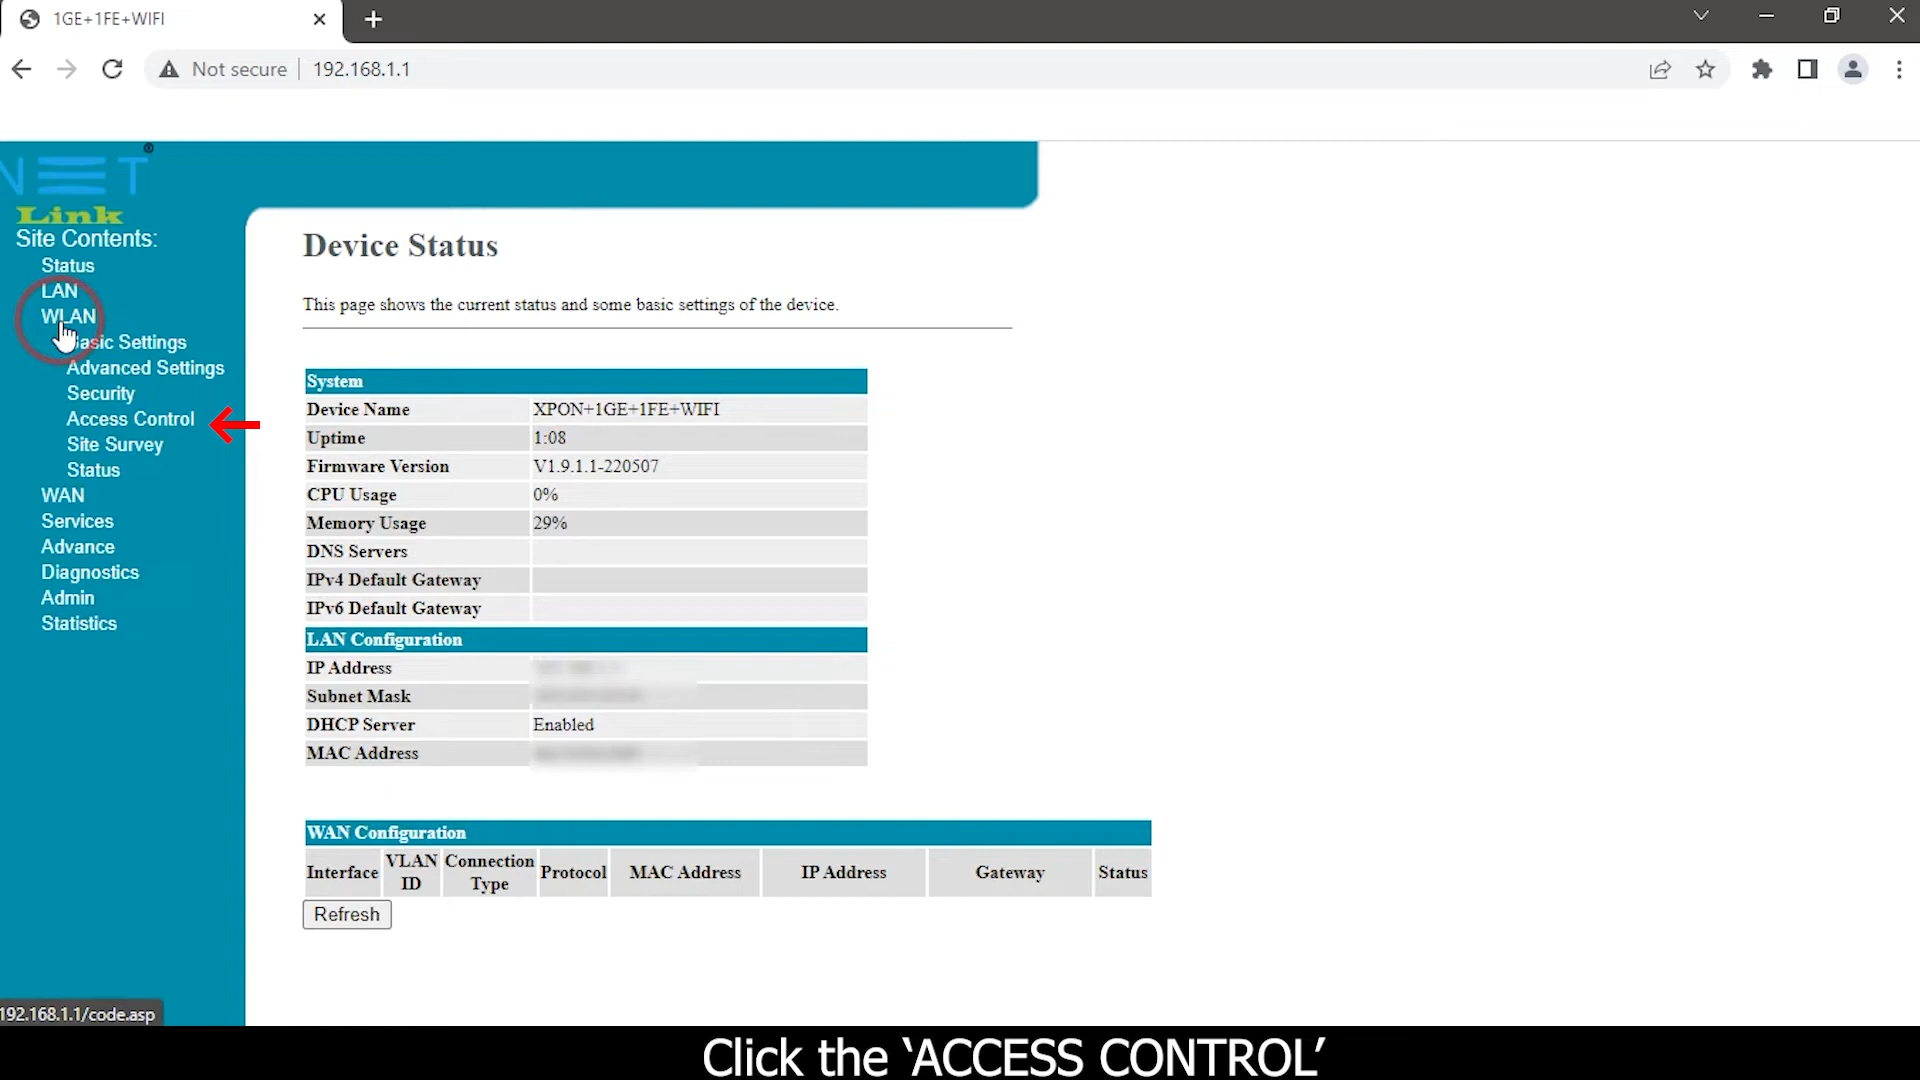 1GE+1FE+WIFI
Not secure 192.168.1.1
NET®
Link
Site Contents:
Status
LAN
WLAN
Basic Settings
Advanced Settings
Security
Access Control
Site Survey
Status
WAN
Services
Advance
Diagnostics
Admin
Statistics
Device Status
This page shows the current status and some basic settings of the device.
System
Device Name XPON+1GE+1FE+WIFI
Uptime 1:08
Firmware Version V1.9.1.1-220507
CPU Usage 0%
Memory Usage 29%
DNS Servers
IPv4 Default Gateway
IPv6 Default Gateway
LAN Configuration
IP Address
Subnet Mask
DHCP Server Enabled
MAC Address
WAN Configuration
Interface VLAN ID Connection Type Protocol MAC Address IP Address Gateway Status
Refresh
192.168.1.1/code.asp
Click the ‘ACCESS CONTROL’